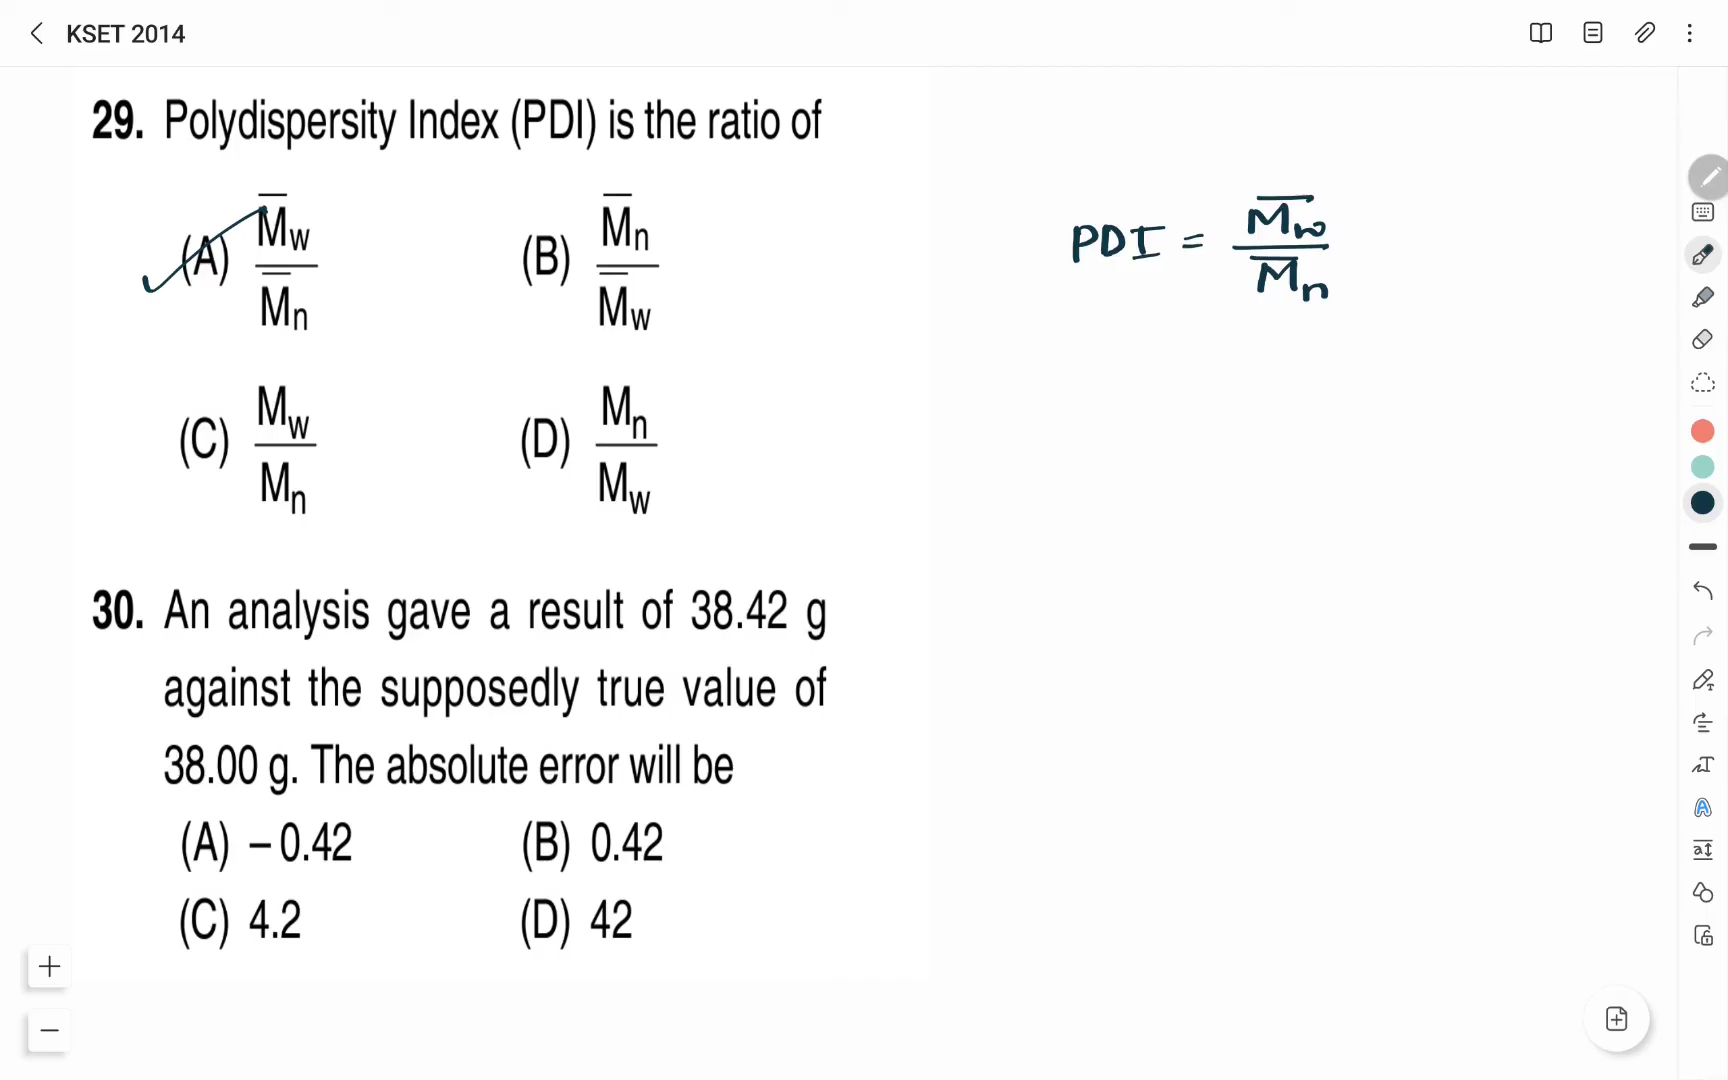 KSET 2014
29. Polydispersity Index (PDI) is the ratio of
(A) M̅w / M̅n (B) M̅n / M̅w
PDI = M̅w / M̅n
(C) Mw / Mn (D) Mn / Mw
30. An analysis gave a result of 38.42 g
against the supposedly true value of
38.00 g. The absolute error will be
(A) – 0.42 (B) 0.42
(C) 4.2 (D) 42